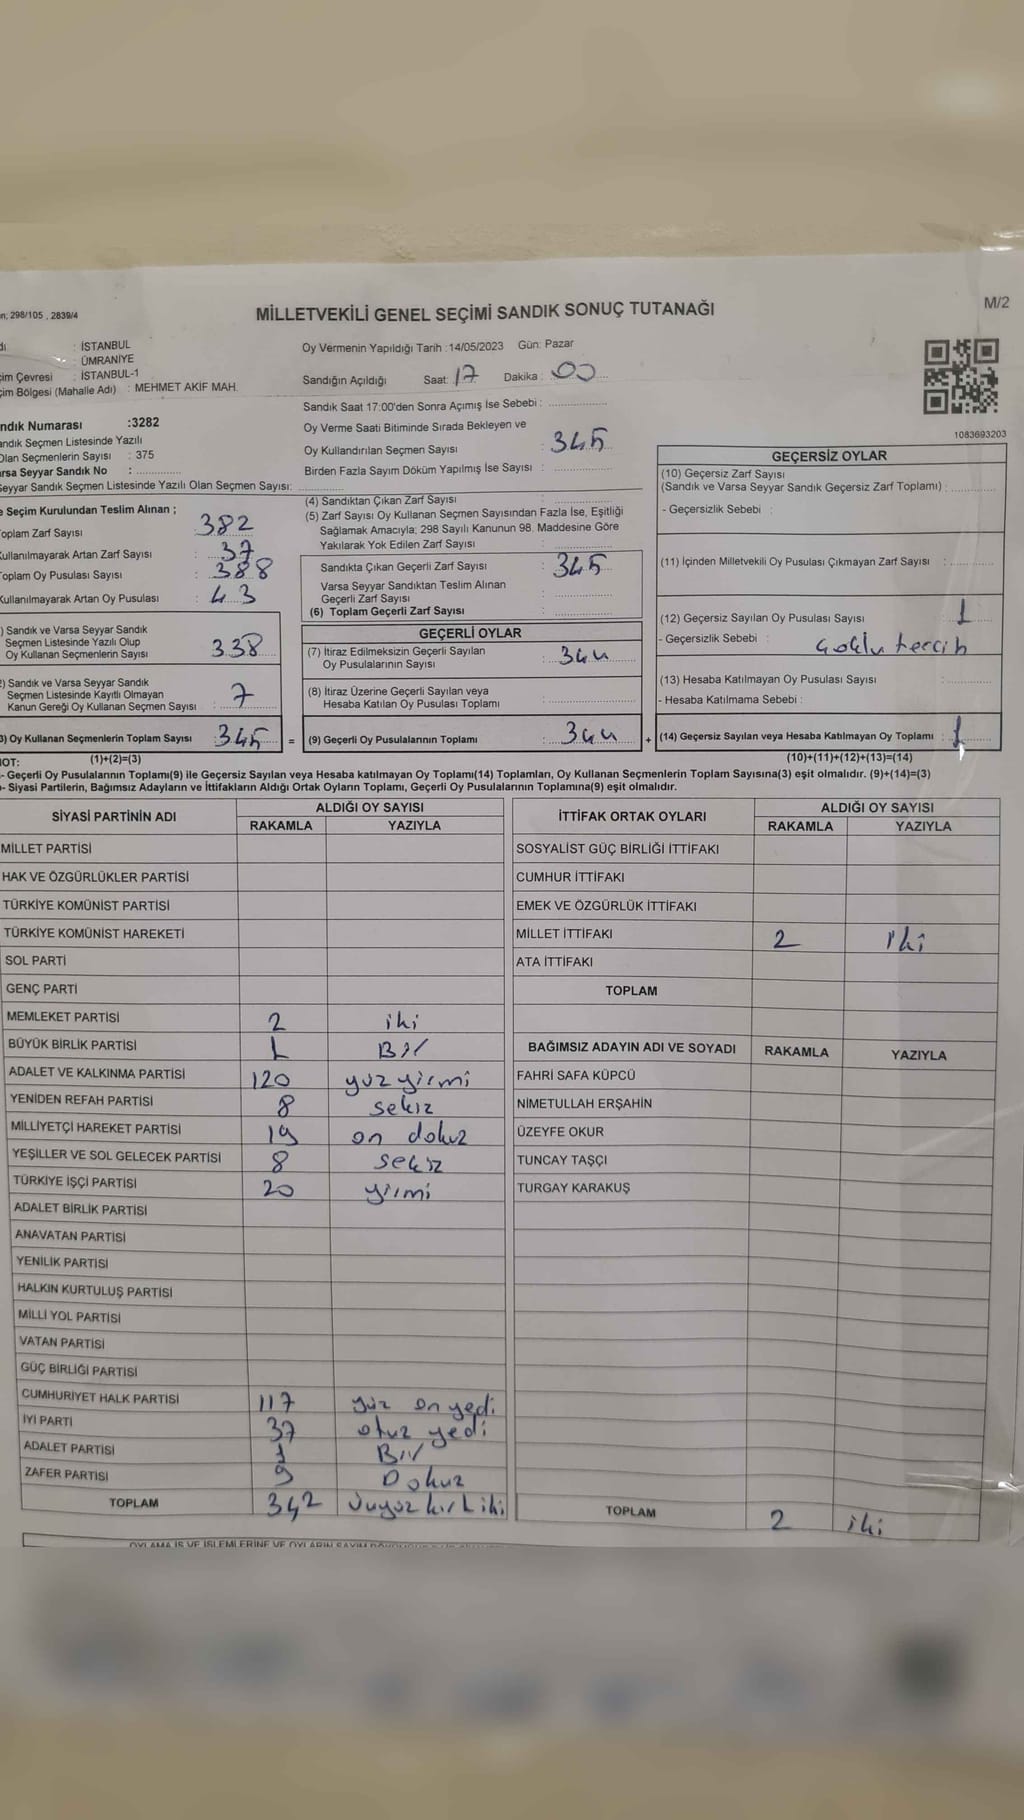 M/2
n; 298/105 , 2839/4
MİLLETVEKİLİ GENEL SEÇİMİ SANDIK SONUÇ TUTANAĞI
dı : İSTANBUL
: ÜMRANİYE
im Çevresi : İSTANBUL-1
im Bölgesi (Mahalle Adı) : MEHMET AKİF MAH.
ndık Numarası :3282
andık Seçmen Listesinde Yazılı
Olan Seçmenlerin Sayısı : 375
arsa Seyyar Sandık No :
Seyyar Sandık Seçmen Listesinde Yazılı Olan Seçmen Sayısı:
Oy Vermenin Yapıldığı Tarih :14/05/2023 Gün: Pazar
Sandığın Açıldığı Saat: 17 Dakika : 00
Sandık Saat 17:00'den Sonra Açımış İse Sebebi :
Oy Verme Saati Bitiminde Sırada Bekleyen ve
Oy Kullandırılan Seçmen Sayısı : 345
Birden Fazla Sayım Döküm Yapılmış İse Sayısı :
1083693203
e Seçim Kurulundan Teslim Alınan ;
oplam Zarf Sayısı : 382
Kullanılmayarak Artan Zarf Sayısı : 37
oplam Oy Pusulası Sayısı : 388
Kullanılmayarak Artan Oy Pusulası : 43
) Sandık ve Varsa Seyyar Sandık
Seçmen Listesinde Yazılı Olup
Oy Kullanan Seçmenlerin Sayısı : 338
2) Sandık ve Varsa Seyyar Sandık
Seçmen Listesinde Kayıtlı Olmayan
Kanun Gereği Oy Kullanan Seçmen Sayısı : 7
3) Oy Kullanan Seçmenlerin Toplam Sayısı : 345 =
(1)+(2)=(3)
(4) Sandıktan Çıkan Zarf Sayısı :
(5) Zarf Sayısı Oy Kullanan Seçmen Sayısından Fazla İse, Eşitliği
Sağlamak Amacıyla; 298 Sayılı Kanunun 98. Maddesine Göre
Yakılarak Yok Edilen Zarf Sayısı :
Sandıkta Çıkan Geçerli Zarf Sayısı : 345
Varsa Seyyar Sandıktan Teslim Alınan
Geçerli Zarf Sayısı :
(6) Toplam Geçerli Zarf Sayısı :
GEÇERLİ OYLAR
(7) İtiraz Edilmeksizin Geçerli Sayılan
Oy Pusulalarının Sayısı : 344
(8) İtiraz Üzerine Geçerli Sayılan veya
Hesaba Katılan Oy Pusulası Toplamı :
(9) Geçerli Oy Pusulalarının Toplamı : 344 +
GEÇERSİZ OYLAR
(10) Geçersiz Zarf Sayısı
(Sandık ve Varsa Seyyar Sandık Geçersiz Zarf Toplamı) :
- Geçersizlik Sebebi :
(11) İçinden Milletvekili Oy Pusulası Çıkmayan Zarf Sayısı :
(12) Geçersiz Sayılan Oy Pusulası Sayısı : 1
- Geçersizlik Sebebi : çoklu tercih
(13) Hesaba Katılmayan Oy Pusulası Sayısı :
- Hesaba Katılmama Sebebi :
(14) Geçersiz Sayılan veya Hesaba Katılmayan Oy Toplamı : 1
(10)+(11)+(12)+(13)=(14)
NOT:
- Geçerli Oy Pusulalarının Toplamı(9) ile Geçersiz Sayılan veya Hesaba katılmayan Oy Toplamı(14) Toplamları, Oy Kullanan Seçmenlerin Toplam Sayısına(3) eşit olmalıdır. (9)+(14)=(3)
- Siyasi Partilerin, Bağımsız Adayların ve İttifakların Aldığı Ortak Oyların Toplamı, Geçerli Oy Pusulalarının Toplamına(9) eşit olmalıdır.
SİYASİ PARTİNİN ADI ALDIĞI OY SAYISI
RAKAMLA YAZIYLA
MİLLET PARTİSİ
HAK VE ÖZGÜRLÜKLER PARTİSİ
TÜRKİYE KOMÜNİST PARTİSİ
TÜRKİYE KOMÜNİST HAREKETİ
SOL PARTİ
GENÇ PARTİ
MEMLEKET PARTİSİ 2 iki
BÜYÜK BİRLİK PARTİSİ 1 Bir
ADALET VE KALKINMA PARTİSİ 120 yüz yirmi
YENİDEN REFAH PARTİSİ 8 sekiz
MİLLİYETÇİ HAREKET PARTİSİ 19 on dokuz
YEŞİLLER VE SOL GELECEK PARTİSİ 8 sekiz
TÜRKİYE İŞÇİ PARTİSİ 20 yirmi
ADALET BİRLİK PARTİSİ
ANAVATAN PARTİSİ
YENİLİK PARTİSİ
HALKIN KURTULUŞ PARTİSİ
MİLLİ YOL PARTİSİ
VATAN PARTİSİ
GÜÇ BİRLİĞİ PARTİSİ
CUMHURİYET HALK PARTİSİ 117 yüz on yedi
İYİ PARTİ 37 otuz yedi
ADALET PARTİSİ 1 Bir
ZAFER PARTİSİ 9 Dokuz
TOPLAM 342 üçyüz kırk iki
İTTİFAK ORTAK OYLARI ALDIĞI OY SAYISI
RAKAMLA YAZIYLA
SOSYALİST GÜÇ BİRLİĞİ İTTİFAKI
CUMHUR İTTİFAKI
EMEK VE ÖZGÜRLÜK İTTİFAKI
MİLLET İTTİFAKI 2 iki
ATA İTTİFAKI
TOPLAM
BAĞIMSIZ ADAYIN ADI VE SOYADI RAKAMLA YAZIYLA
FAHRİ SAFA KÜPCÜ
NİMETULLAH ERŞAHİN
ÜZEYFE OKUR
TUNCAY TAŞÇI
TURGAY KARAKUŞ
TOPLAM 2 iki
OYLAMA İŞ VE İŞLEMLERİNE VE OYLARIN SAYIM